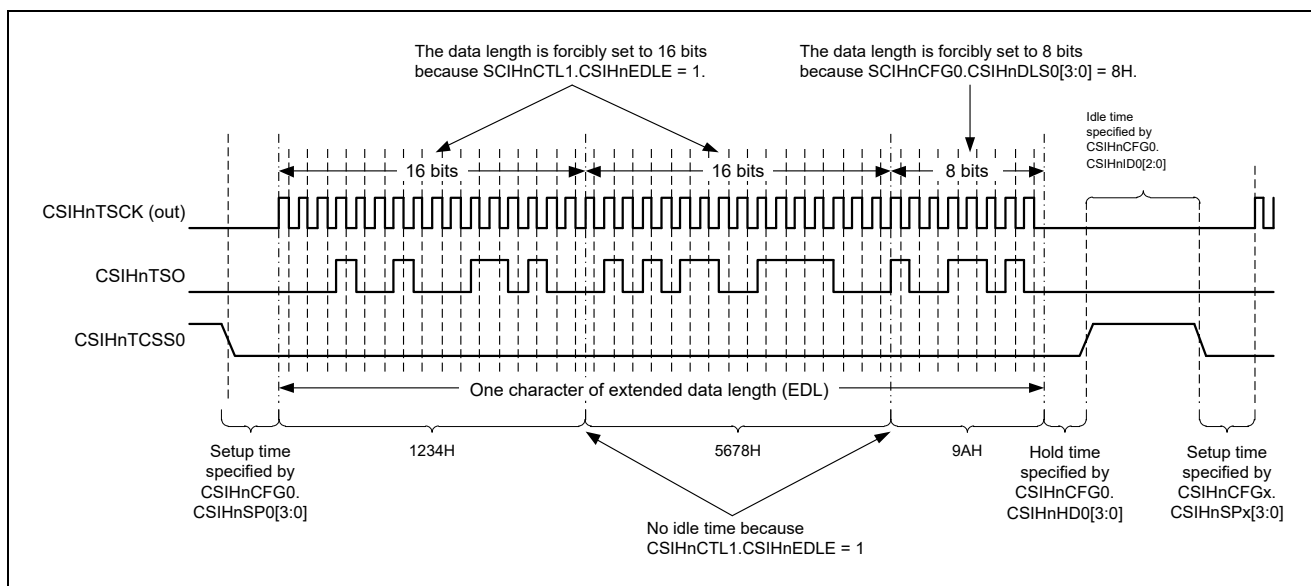 The data length is forcibly set to 16 bits
because SCIHnCTL1.CSIHnEDLE = 1.
The data length is forcibly set to 8 bits
because SCIHnCFG0.CSIHnDLS0[3:0] = 8H.
Idle time
specified by
CSIHnCFG0.
CSIHnID0[2:0]
16 bits
16 bits
8 bits
CSIHnTSCK (out)
CSIHnTSO
CSIHnTCSS0
One character of extended data length (EDL)
Setup time
specified by
CSIHnCFG0.
CSIHnSP0[3:0]
1234H
5678H
9AH
Hold time
specified by
CSIHnCFG0.
CSIHnHD0[3:0]
Setup time
specified by
CSIHnCFGx.
CSIHnSPx[3:0]
No idle time because
CSIHnCTL1.CSIHnEDLE = 1